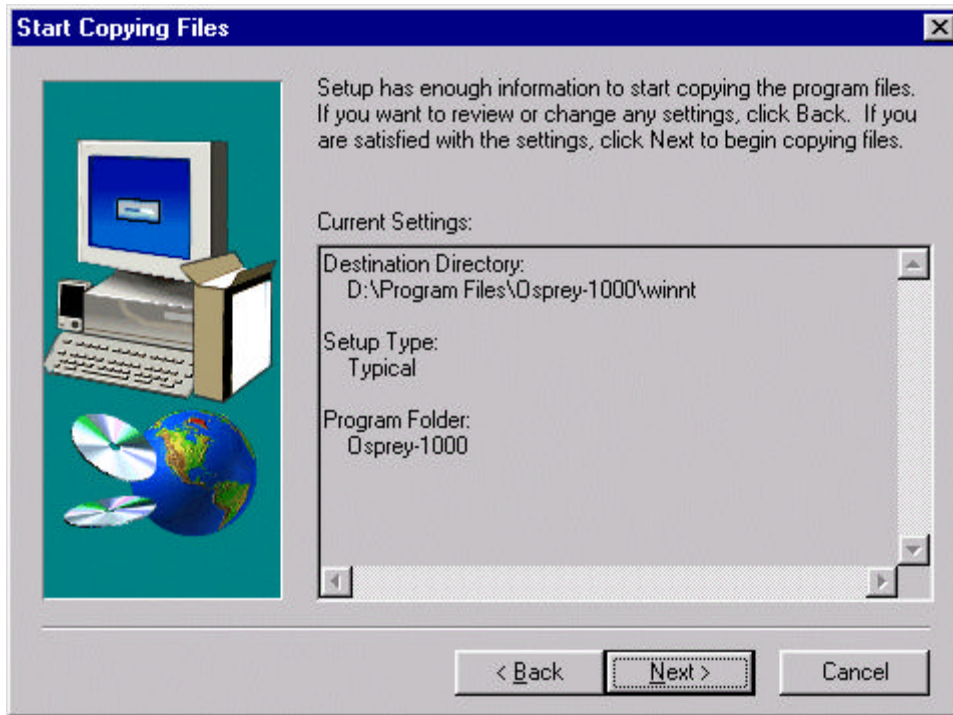 Start Copying Files
Setup has enough information to start copying the program files.
If you want to review or change any settings, click Back.  If you
are satisfied with the settings, click Next to begin copying files.
Current Settings:
Destination Directory:
D:\Program Files\Osprey-1000\winnt
Setup Type:
Typical
Program Folder:
Osprey-1000
< Back
Next >
Cancel